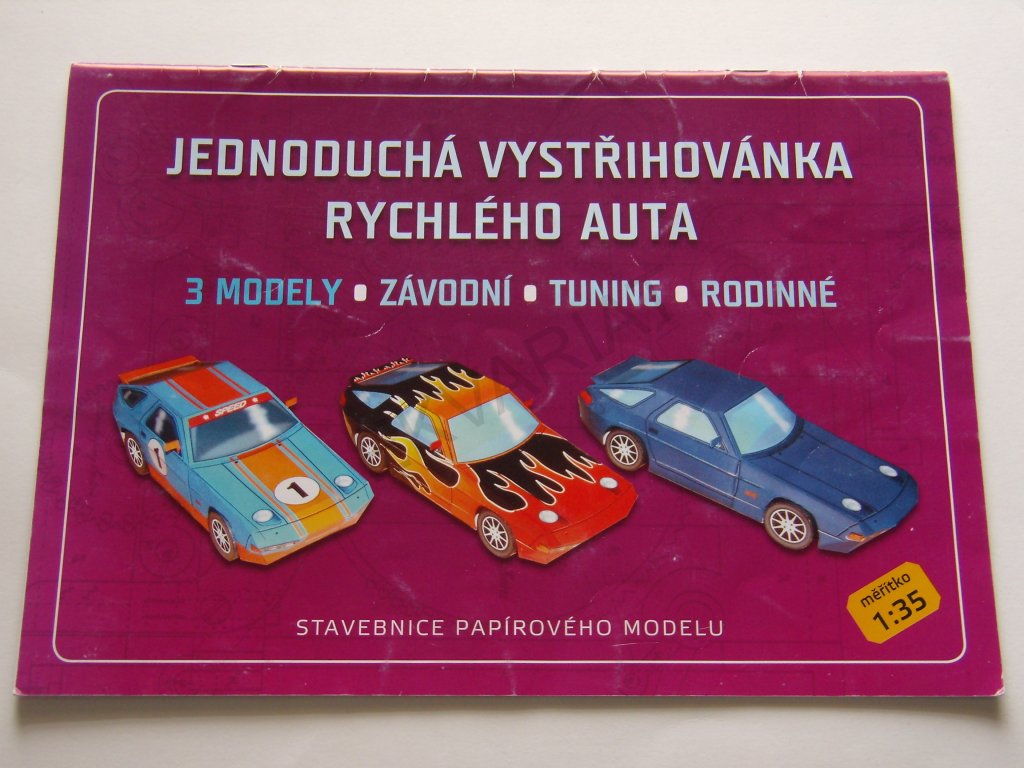 JEDNODUCHÁ VYSTŘIHOVÁNKA
RYCHLÉHO AUTA
3 MODELY • ZÁVODNÍ • TUNING • RODINNÉ
SPEED
1
1
měřítko
1:35
STAVEBNICE PAPÍROVÉHO MODELU